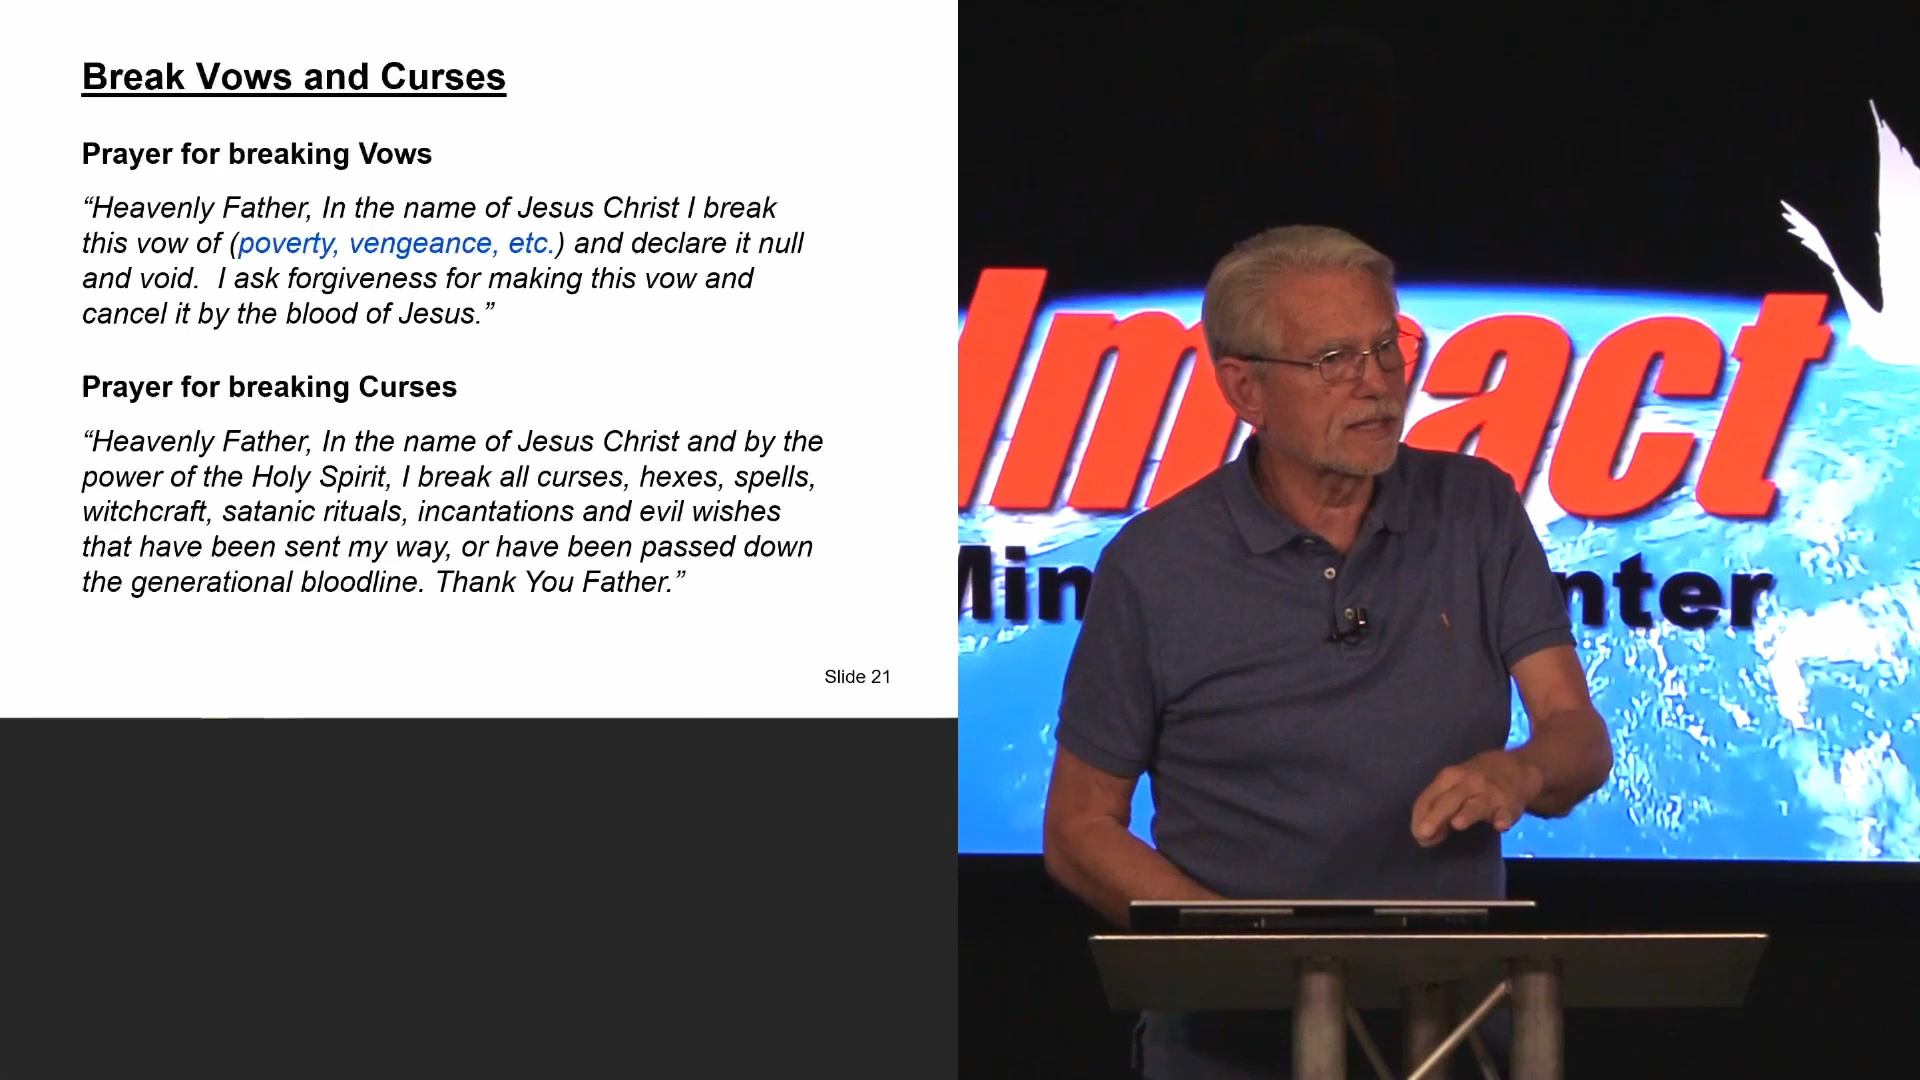 Break Vows and Curses
Prayer for breaking Vows
“Heavenly Father, In the name of Jesus Christ I break
this vow of (poverty, vengeance, etc.) and declare it null
and void.  I ask forgiveness for making this vow and
cancel it by the blood of Jesus.”
Prayer for breaking Curses
“Heavenly Father, In the name of Jesus Christ and by the
power of the Holy Spirit, I break all curses, hexes, spells,
witchcraft, satanic rituals, incantations and evil wishes
that have been sent my way, or have been passed down
the generational bloodline. Thank You Father.”
Slide 21
Impact